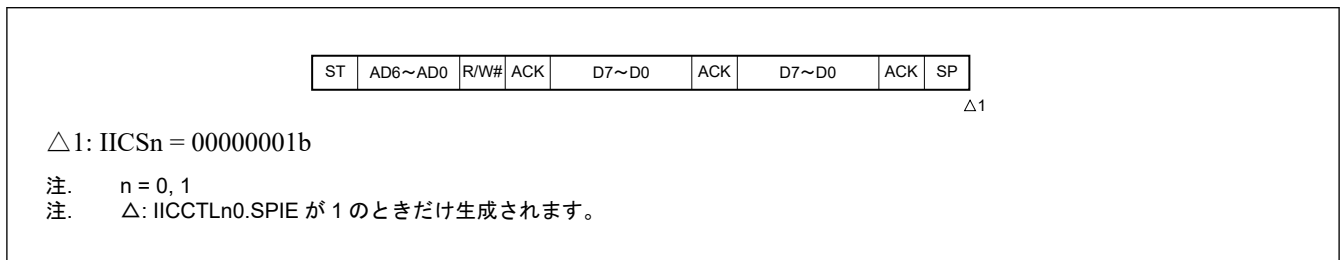 ST AD6～AD0 R/W# ACK D7～D0 ACK D7～D0 ACK SP
△1
△1: IICSn = 00000001b
注. n = 0, 1
注. △: IICCTLn0.SPIE が 1 のときだけ生成されます。